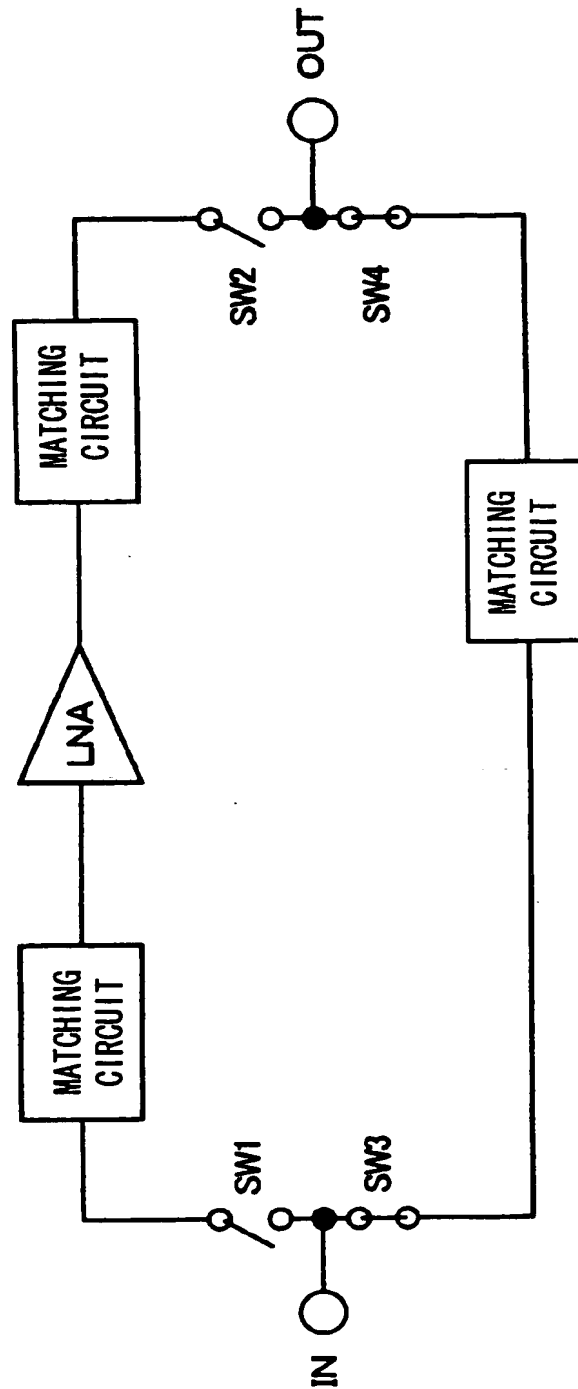 MATCHING
CIRCUIT
LNA
MATCHING
CIRCUIT
SW1
SW2
IN
OUT
SW3
SW4
MATCHING
CIRCUIT